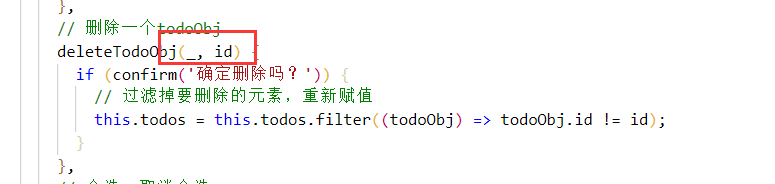 },
// 删除一个todoObj
deleteTodoObj(_, id) {
if (confirm('确定删除吗？')) {
// 过滤掉要删除的元素，重新赋值
this.todos = this.todos.filter((todoObj) => todoObj.id != id);
}
},